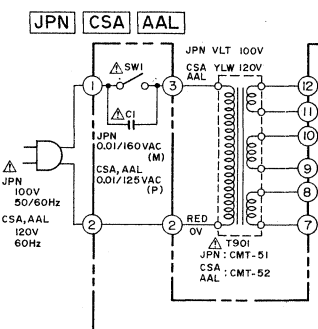 JPN CSA AAL
JPN VLT 100V
CSA AAL YLW 120V
SW1
1
3
12
C1
11
JPN
0.01/160VAC
(M)
10
CSA,AAL
0.01/125VAC
(P)
9
JPN
100V
50/60Hz
8
CSA,AAL
120V
60Hz
2
2
RED
0V
7
T901
JPN : CMT-51
CSA
AAL : CMT-52